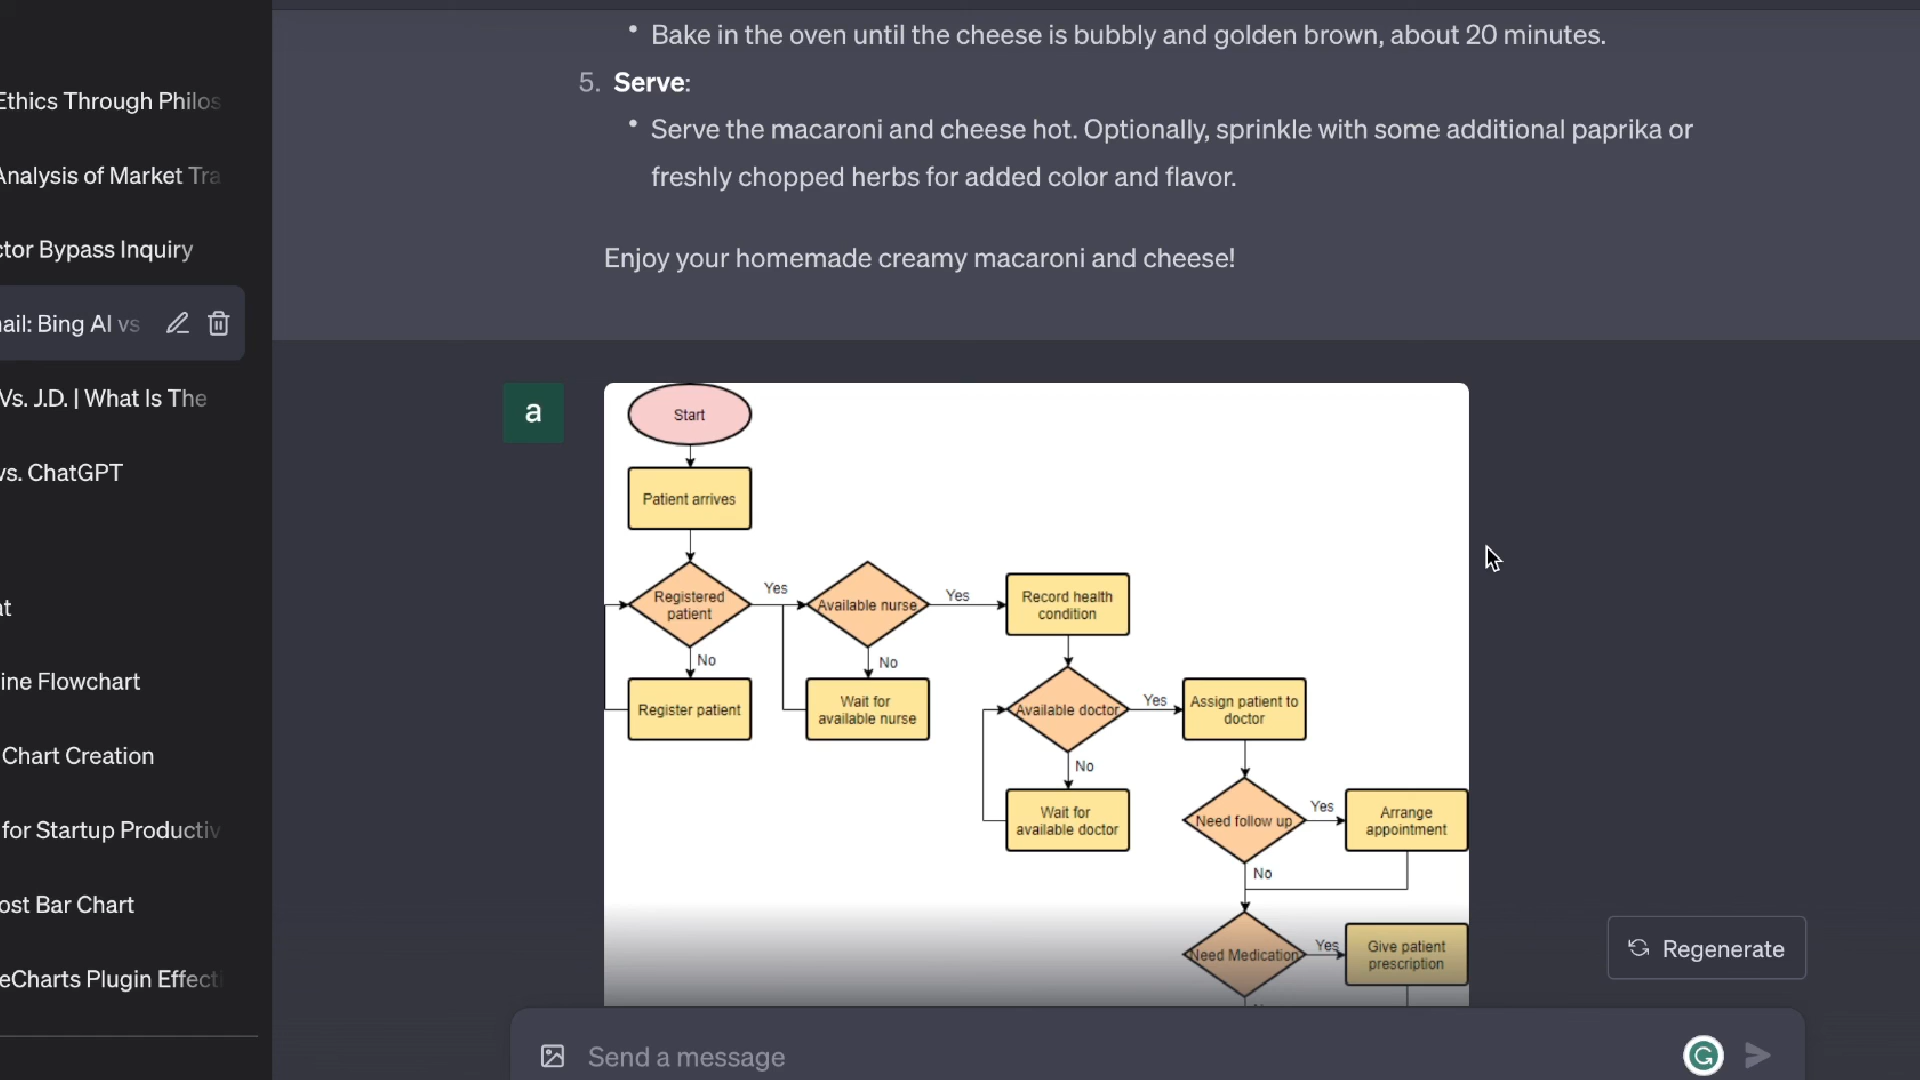 Bake in the oven until the cheese is bubbly and golden brown, about 20 minutes.
5. Serve:
Serve the macaroni and cheese hot. Optionally, sprinkle with some additional paprika or
freshly chopped herbs for added color and flavor.
Enjoy your homemade creamy macaroni and cheese!
Ethics Through Philos
Analysis of Market Tra
ctor Bypass Inquiry
ail: Bing AI vs
Vs. J.D. | What Is The
vs. ChatGPT
at
ine Flowchart
Chart Creation
for Startup Productiv
ost Bar Chart
eCharts Plugin Effecti
a
Start
Patient arrives
Registered
patient
Yes
No
Register patient
Available nurse
Yes
No
Wait for
available nurse
Record health
condition
Available doctor
Yes
No
Wait for
available doctor
Assign patient to
doctor
Need follow up
Yes
No
Arrange
appointment
Need Medication
Yes
Give patient
prescription
Regenerate
Send a message